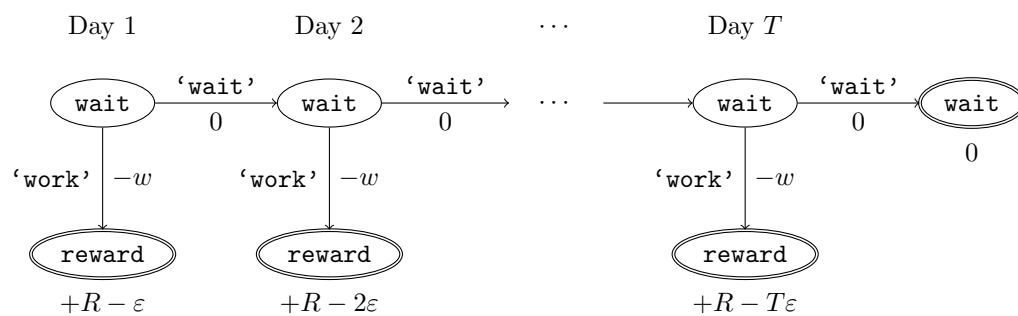 Day 1 Day 2 ··· Day T
‘wait’ ‘wait’ ‘wait’
wait wait ··· wait wait
0 0 0 0
‘work’ −w ‘work’ −w ‘work’ −w
reward reward reward
+R − ε +R − 2ε +R − Tε